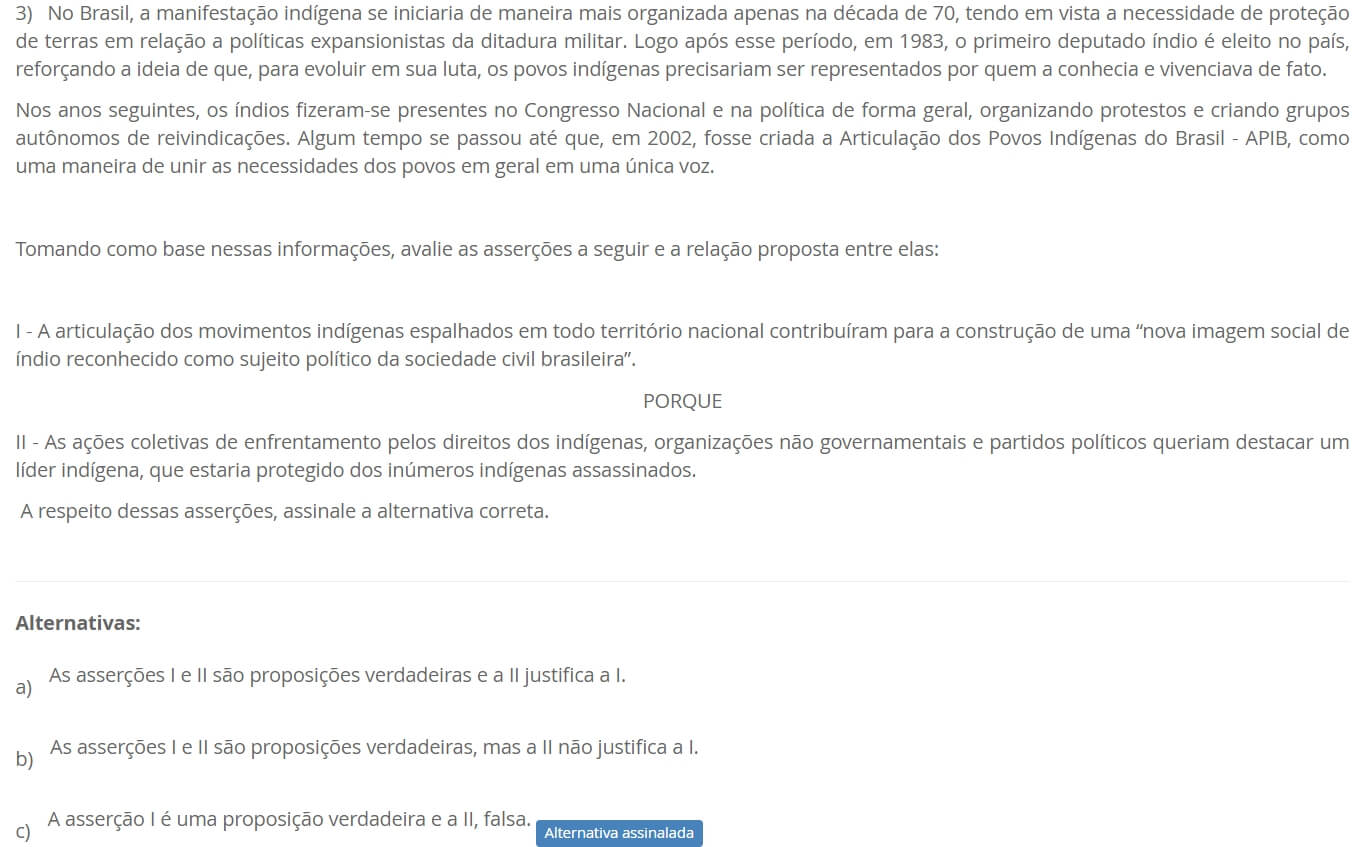 3) No Brasil, a manifestação indígena se iniciaria de maneira mais organizada apenas na década de 70, tendo em vista a necessidade de proteção
de terras em relação a políticas expansionistas da ditadura militar. Logo após esse período, em 1983, o primeiro deputado índio é eleito no país,
reforçando a ideia de que, para evoluir em sua luta, os povos indígenas precisariam ser representados por quem a conhecia e vivenciava de fato.
Nos anos seguintes, os índios fizeram-se presentes no Congresso Nacional e na política de forma geral, organizando protestos e criando grupos
autônomos de reivindicações. Algum tempo se passou até que, em 2002, fosse criada a Articulação dos Povos Indígenas do Brasil - APIB, como
uma maneira de unir as necessidades dos povos em geral em uma única voz.
Tomando como base nessas informações, avalie as asserções a seguir e a relação proposta entre elas:
I - A articulação dos movimentos indígenas espalhados em todo território nacional contribuíram para a construção de uma “nova imagem social de
índio reconhecido como sujeito político da sociedade civil brasileira”.
PORQUE
II - As ações coletivas de enfrentamento pelos direitos dos indígenas, organizações não governamentais e partidos políticos queriam destacar um
líder indígena, que estaria protegido dos inúmeros indígenas assassinados.
A respeito dessas asserções, assinale a alternativa correta.
Alternativas:
a) As asserções I e II são proposições verdadeiras e a II justifica a I.
b) As asserções I e II são proposições verdadeiras, mas a II não justifica a I.
c) A asserção I é uma proposição verdadeira e a II, falsa. Alternativa assinalada